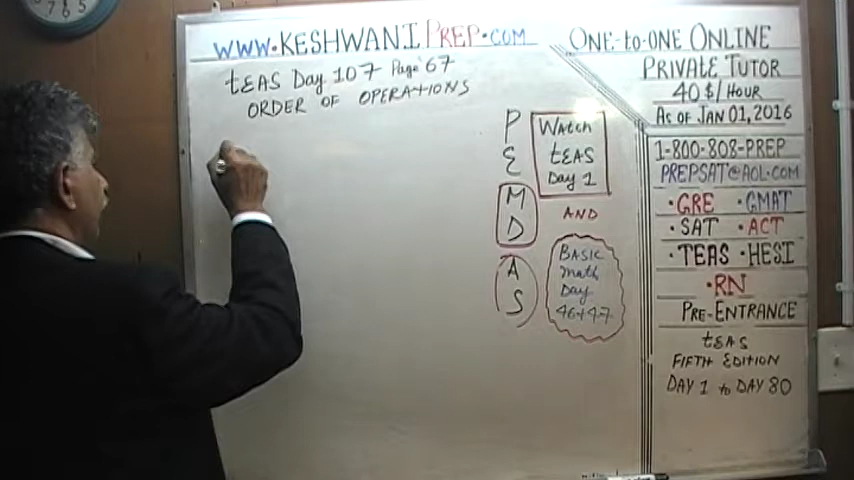 WWW.KESHWANIPREP.COM
tEAS Day 107 Page 67
ORDER OF OPERATIONS
P
E
M
D
A
S
Watch
tEAS
Day 1
AND
BASIC
math
Day
46+47
ONE-to-ONE ONLINE
PRIVATE TUTOR
40$/HOUR
AS OF JAN 01, 2016
1-800-808-PREP
PREPSAT@AOL.COM
•GRE •GMAT
•SAT •ACT
•TEAS •HESI
•RN
PRE-ENTRANCE
tEAS
FIFTH EDITION
DAY 1 to DAY 80